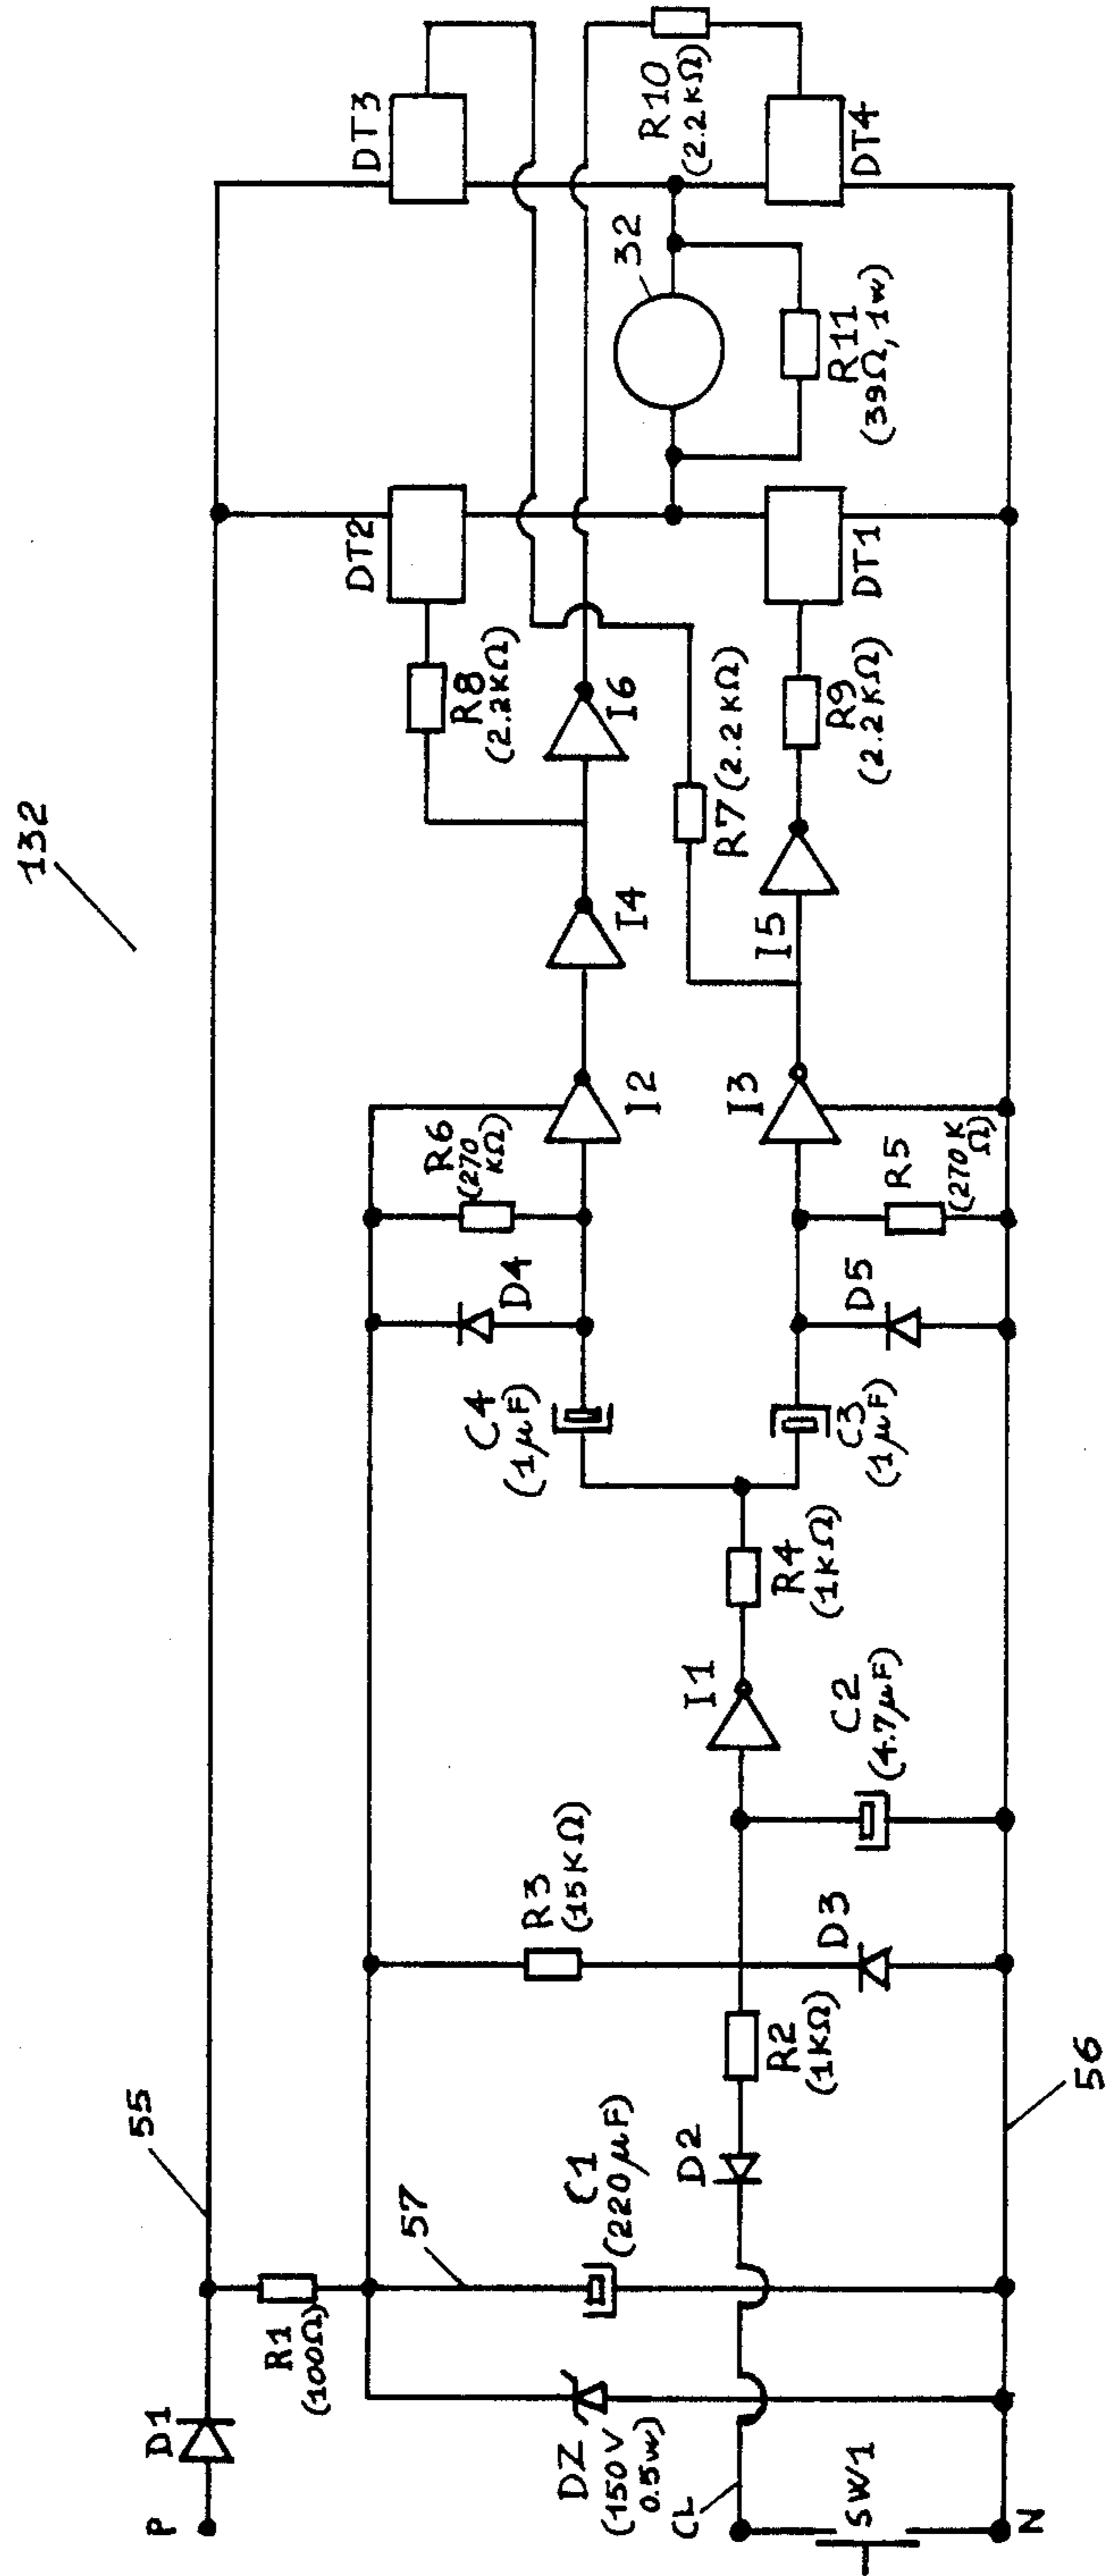 132
P
D1
55
R1
(100Ω)
57
DZ
(150V
0.5w)
C1
(220μF)
CL
SW1
N
56
D2
R2
(1KΩ)
R3
(15KΩ)
D3
C2
(4.7μF)
I1
R4
(1KΩ)
C4
(1μF)
C3
(1μF)
D4
D5
R6
(270
KΩ)
R5
(270K
Ω)
I2
I3
I4
I5
I6
R7 (2.2KΩ)
R8
(2.2KΩ)
R9
(2.2KΩ)
DT2
DT1
32
R11
(39Ω, 1w)
DT3
R10
(2.2KΩ)
DT4